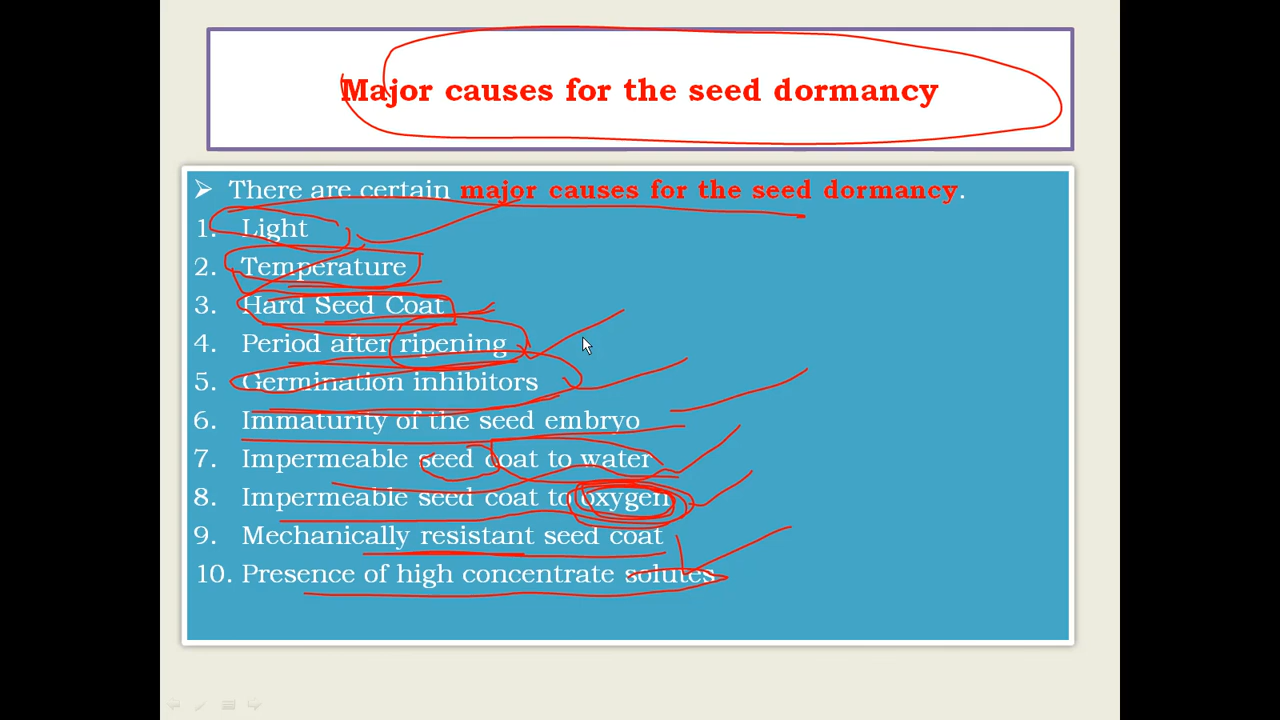 Major causes for the seed dormancy
➢ There are certain major causes for the seed dormancy.
1. Light
2. Temperature
3. Hard Seed Coat
4. Period after ripening
5. Germination inhibitors
6. Immaturity of the seed embryo
7. Impermeable seed coat to water
8. Impermeable seed coat to oxygen
9. Mechanically resistant seed coat
10. Presence of high concentrate solutes